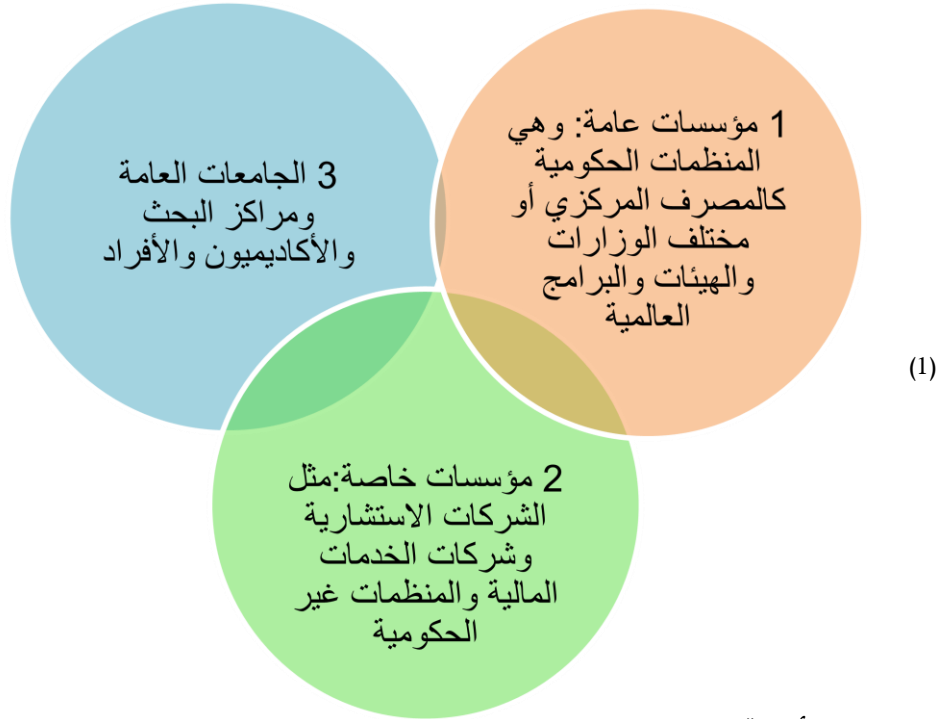 1 مؤسسات عامة: وهي
المنظمات الحكومية
كالمصرف المركزي أو
مختلف الوزارات
والهيئات والبرامج
العالمية
2 مؤسسات خاصة:مثل
الشركات الاستشارية
وشركات الخدمات
المالية والمنظمات غير
الحكومية
3 الجامعات العامة
ومراكز البحث
والأكاديميون والأفراد
(1)